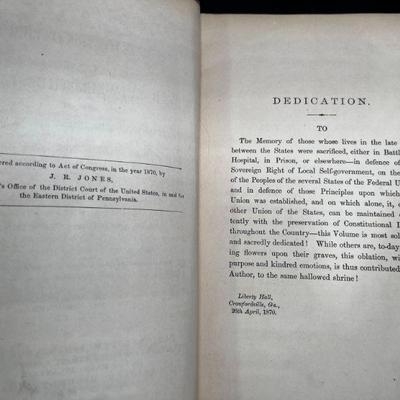 ered according to Act of Congress, in the year 1870, by
J. R. JONES,
's Office of the District Court of the United States, in and for
the Eastern District of Pennsylvania.
DEDICATION.
TO
The Memory of those whose lives in the late
between the States were sacrificed, either in Battl
Hospital, in Prison, or elsewhere—in defence of
Sovereign Right of Local Self-government, on the
of the Peoples of the several States of the Federal U
and in defence of those Principles upon which
Union was established, and on which alone, it,
other Union of the States, can be maintained
tently with the preservation of Constitutional L
throughout the Country—this Volume is most sol
and sacredly dedicated! While others are, to-day
ing flowers upon their graves, this oblation, wi
purpose and kindred emotions, is thus contributed
Author, to the same hallowed shrine!
Liberty Hall,
Crawfordville, Ga.,
26th April, 1870.